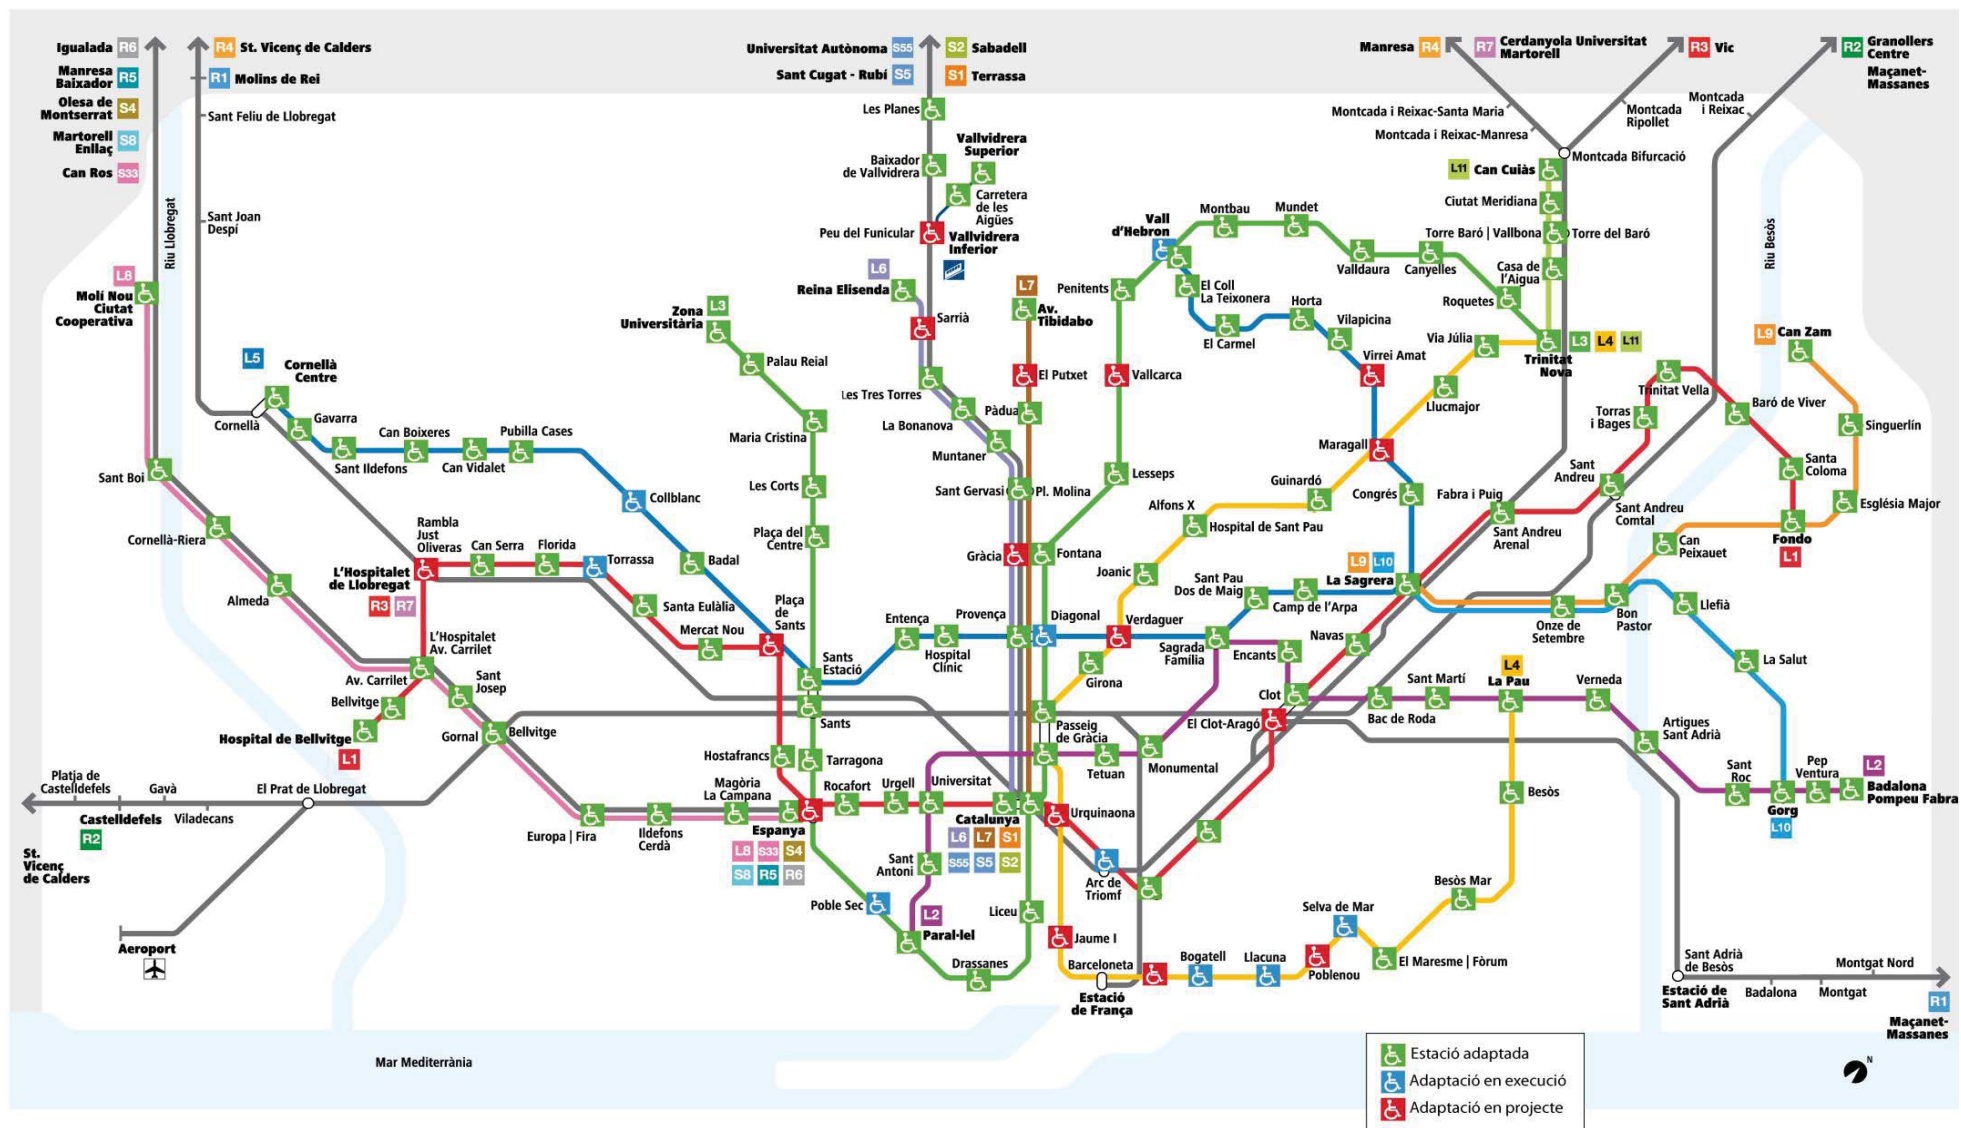 Igualada R6
Manresa
Baixador R5
Olesa de
Montserrat S4
Martorell
Enllaç S8
Can Ros S33
R4 St. Vicenç de Calders
R1 Molins de Rei
Sant Feliu de Llobregat
Sant Joan
Despí
Riu Llobregat
Universitat Autònoma S55
Sant Cugat - Rubí S5
S2 Sabadell
S1 Terrassa
Les Planes
Baixador
de Vallvidrera
Vallvidrera
Superior
Carretera
de les
Aigües
Peu del Funicular
Vallvidrera
Inferior
Manresa R4
R7 Cerdanyola Universitat
Martorell
R3 Vic
R2 Granollers
Centre
Maçanet-
Massanes
Montcada i Reixac-Santa Maria
Montcada i Reixac-Manresa
Montcada
Ripollet
Montcada
i Reixac
Montcada Bifurcació
L11 Can Cuiàs
Ciutat Meridiana
Torre Baró | Vallbona
Torre del Baró
Casa de
l'Aigua
Riu Besòs
L8
Molí Nou
Ciutat
Cooperativa
L6
Reina Elisenda
Sarrià
L7
Av.
Tibidabo
El Putxet
Pàdua
Les Tres Torres
La Bonanova
Muntaner
Sant Gervasi
Pl. Molina
Gràcia
Fontana
L3
Zona
Universitària
Palau Reial
Maria Cristina
Les Corts
Plaça del
Centre
Vall
d'Hebron
Montbau
Mundet
Valldaura
Canyelles
Roquetes
Trinitat
Nova
L3 L4 L11
Penitents
Vallcarca
Lesseps
El Coll
La Teixonera
El Carmel
Horta
Vilapicina
Virrei Amat
Via Júlia
Llucmajor
Maragall
Guinardó
Congrés
Alfons X
Hospital de Sant Pau
Joanic
L9 Can Zam
Singuerlín
Església Major
Trinitat Vella
Baró de Viver
Torras
i Bages
Santa
Coloma
Sant
Andreu
Fabra i Puig
Sant Andreu
Arenal
Sant Andreu
Comtal
Can
Peixauet
Fondo
L1
L5
Cornellà
Centre
Cornellà
Gavarra
Sant Ildefons
Can Boixeres
Can Vidalet
Pubilla Cases
Collblanc
Badal
Plaça
de
Sants
Sants
Estació
Sants
Sant Boi
Cornellà-Riera
Almeda
Rambla
Just
Oliveras
L'Hospitalet
de Llobregat
R3 R7
Can Serra
Florida
Torrassa
Santa Eulàlia
Mercat Nou
L'Hospitalet
Av. Carrilet
Av. Carrilet
Bellvitge
Hospital de Bellvitge
L1
Sant
Josep
Gornal
Bellvitge
Entença
Hospital
Clínic
Provença
Diagonal
Verdaguer
Girona
Sant Pau
Dos de Maig
Camp de l'Arpa
L9 L10
La Sagrera
Sagrada
Família
Encants
Navas
Clot
El Clot-Aragó
Onze de
Setembre
Bon
Pastor
Llefià
La Salut
L4
La Pau
Bac de Roda
Sant Martí
Verneda
Artigues
Sant Adrià
Sant
Roc
Gorg
L10
Pep
Ventura
L2
Badalona
Pompeu Fabra
Besòs
Besòs Mar
Passeig
de Gràcia
Tetuan
Monumental
Hostafrancs
Tarragona
Magòria
La Campana
Espanya
L8 S33 S4
S8 R5 R6
Rocafort
Urgell
Universitat
Catalunya
L6 L7 S1
S55 S5 S2
Urquinaona
Sant
Antoni
Poble Sec
L2
Paral·lel
Liceu
Drassanes
Jaume I
Barceloneta
Estació
de França
Arc de
Triomf
Bogatell
Llacuna
Poblenou
Selva de Mar
El Maresme | Fòrum
Europa | Fira
Ildefons
Cerdà
Platja de
Castelldefels
Gavà
Viladecans
El Prat de Llobregat
Castelldefels
R2
St.
Vicenç
de Calders
Aeroport
Sant Adrià
de Besòs
Estació de
Sant Adrià
Badalona
Montgat
Montgat Nord
R1
Maçanet-
Massanes
Mar Mediterrània
Estació adaptada
Adaptació en execució
Adaptació en projecte
N